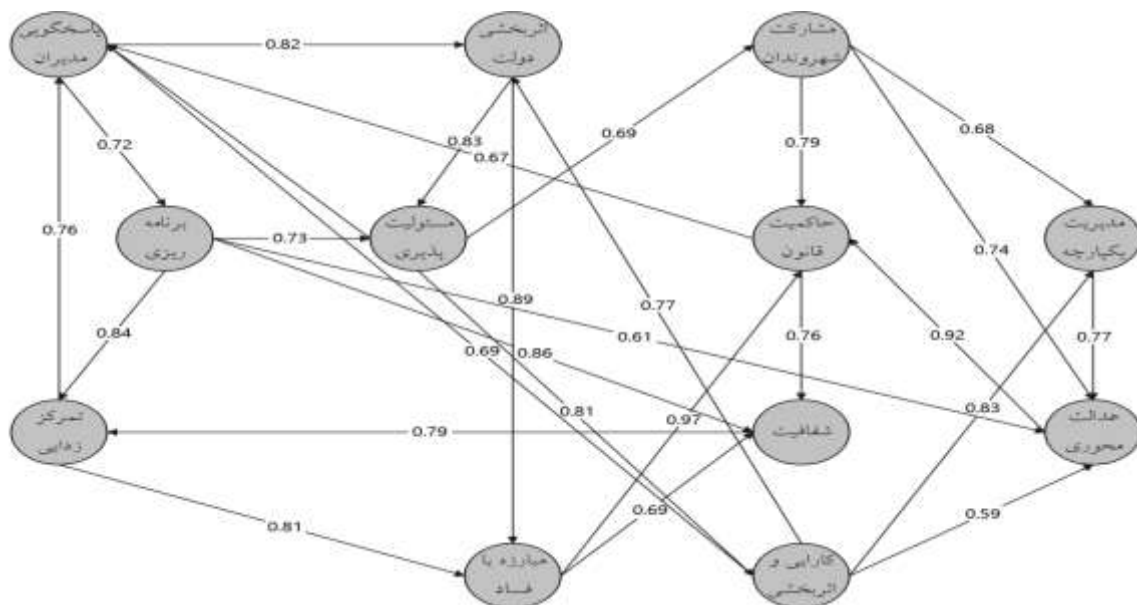 پاسخگویی
مدیران
0.82
اثربخشی
دولت
مشارکت
شهروندان
0.72
0.83
0.69
0.67
0.79
0.68
0.76
برنامه
ریزی
0.73
مسئولیت
پذیری
حاکمیت
قانون
مدیریت
یکپارچه
0.74
0.89
0.77
0.84
0.69
0.86
0.61
0.76
0.92
0.77
تمرکز
زدایی
0.79
0.81
0.97
شفافیت
0.83
عدالت
محوری
0.81
0.69
0.59
مبارزه با
فساد
کارایی و
اثربخشی